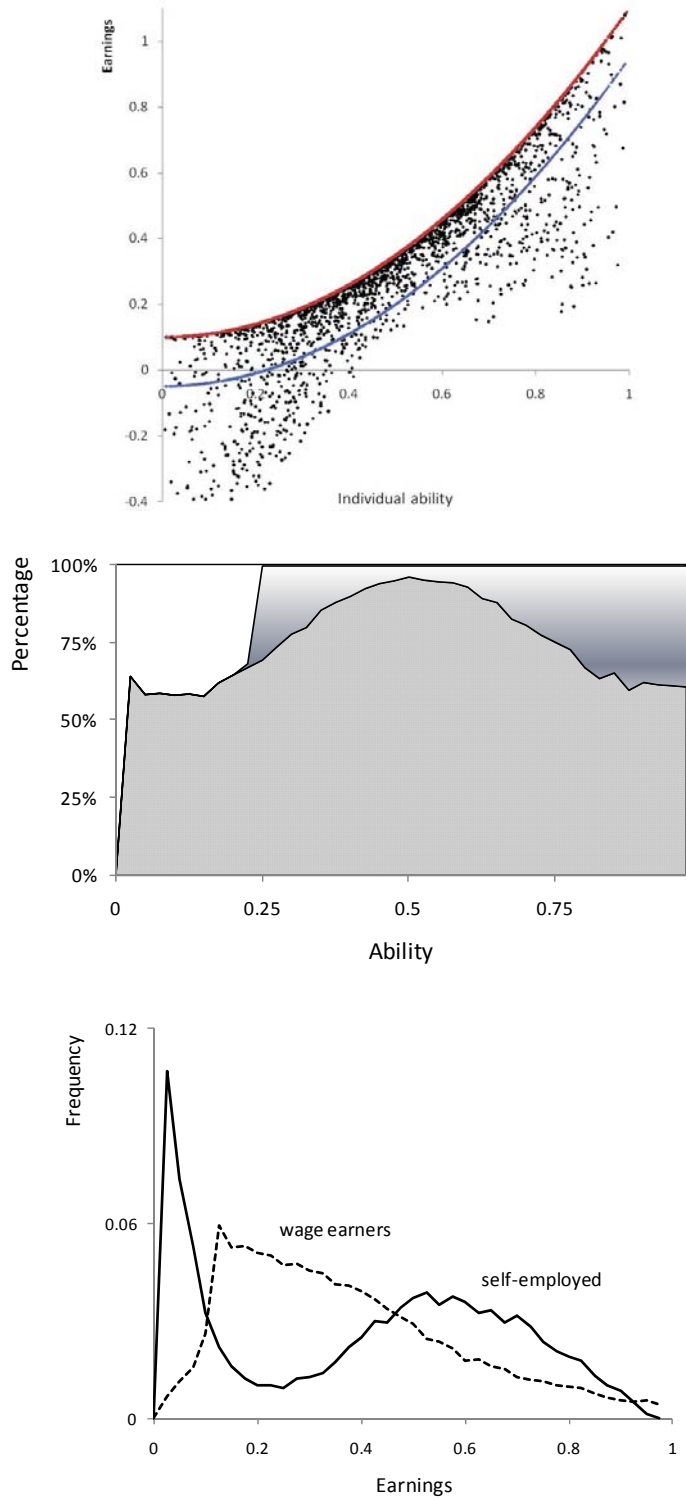 Earnings
1
0.8
0.6
0.4
0.2
0
0 0.2 0.4 0.6 0.8 1
-0.2
-0.4
Individual ability
Percentage
100%
75%
50%
25%
0%
0 0.25 0.5 0.75
Ability
Frequency
0.12
0.06
0
wage earners
self-employed
0 0.2 0.4 0.6 0.8 1
Earnings